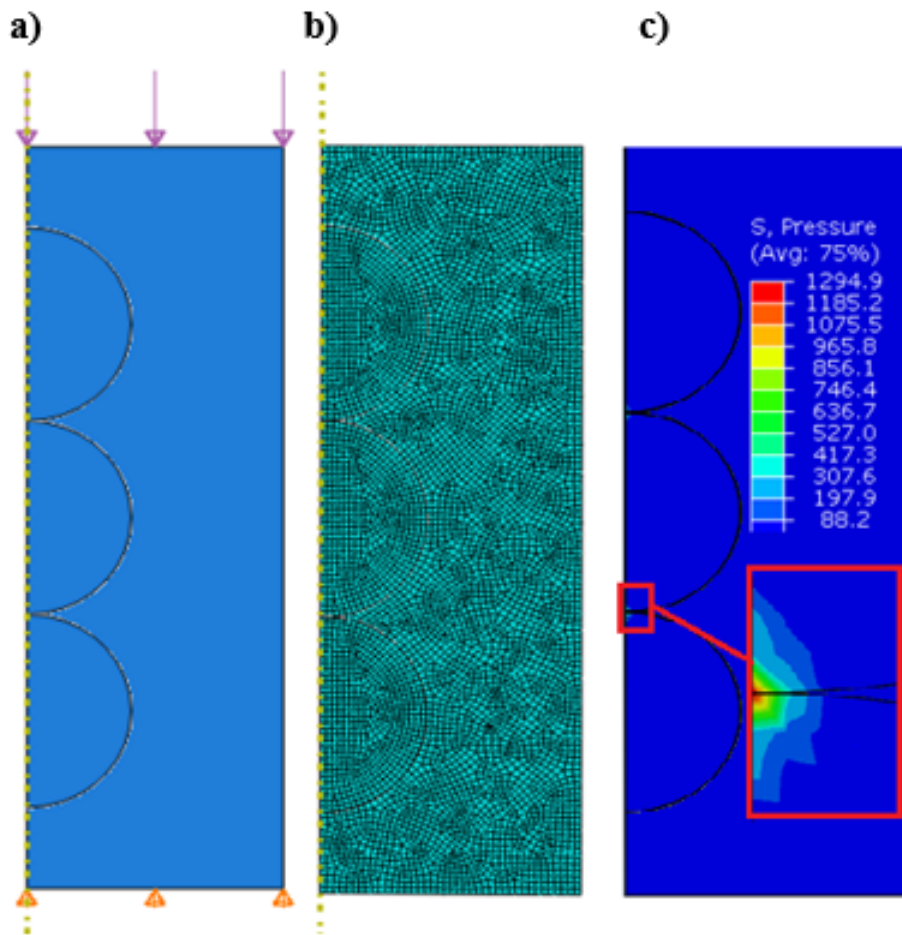 a)
b)
c)
S, Pressure
(Avg: 75%)
1294.9
1185.2
1075.5
965.8
856.1
746.4
636.7
527.0
417.3
307.6
197.9
88.2